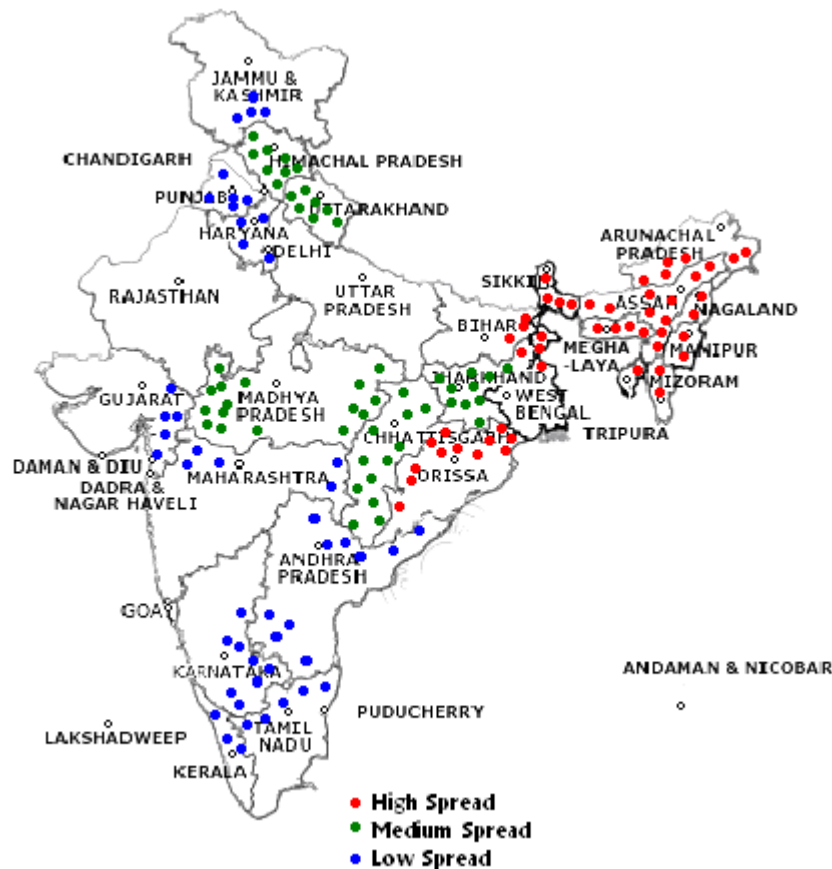 JAMMU &
KASHMIR
CHANDIGARH
HIMACHAL PRADESH
PUNJAB
UTTARAKHAND
HARYANA
DELHI
RAJASTHAN
UTTAR
PRADESH
SIKKIM
ARUNACHAL
PRADESH
ASSAM
NAGALAND
BIHAR
MEGHA
-LAYA
MANIPUR
MIZORAM
TRIPURA
GUJARAT
MADHYA
PRADESH
JHARKHAND
WEST
BENGAL
CHHATTISGARH
DAMAN & DIU
DADRA &
NAGAR HAVELI
MAHARASHTRA
ORISSA
ANDHRA
PRADESH
GOA
KARNATAKA
ANDAMAN & NICOBAR
PUDUCHERRY
LAKSHADWEEP
TAMIL
NADU
KERALA
High Spread
Medium Spread
Low Spread